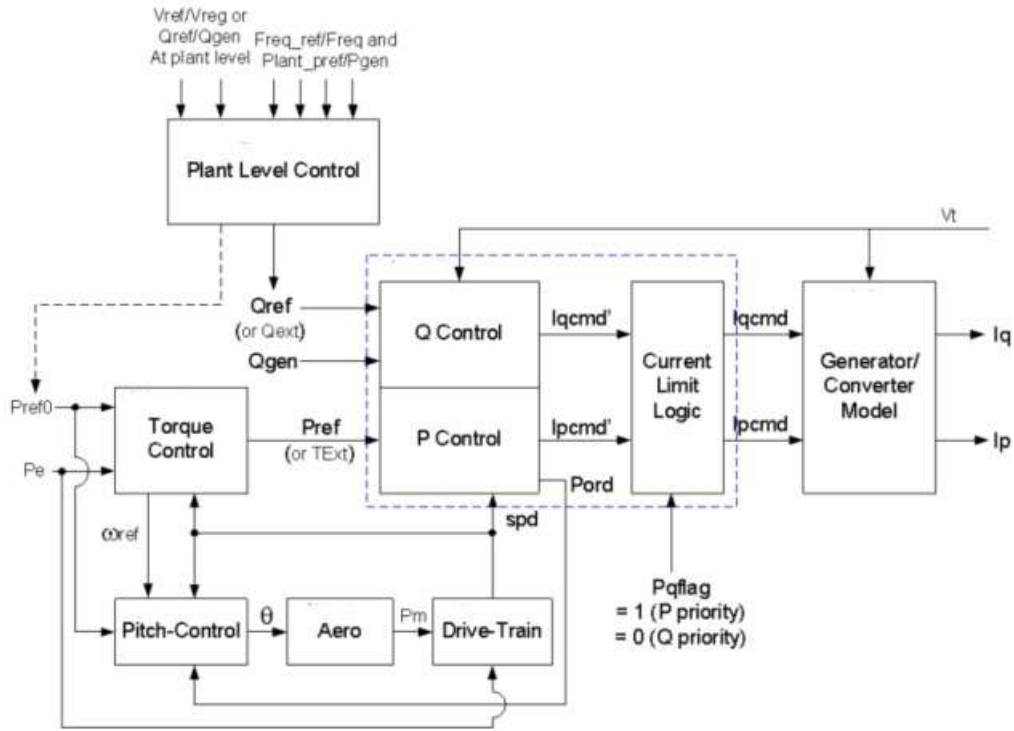 Vref/Vreg or
Qref/Qgen
At plant level
Freq_ref/Freq and
Plant_pref/Pgen
Plant Level Control
Vt
Qref
(or Qext)
Qgen
Q Control
Iqcmd'
Current
Limit
Logic
Iqcmd
Generator/
Converter
Model
Iq
Pref0
Pe
Torque
Control
Pref
(or TExt)
P Control
Ipcmd'
Ipcmd
Ip
Pord
spd
ωref
Pqflag
= 1 (P priority)
= 0 (Q priority)
Pitch-Control
θ
Aero
Pm
Drive-Train